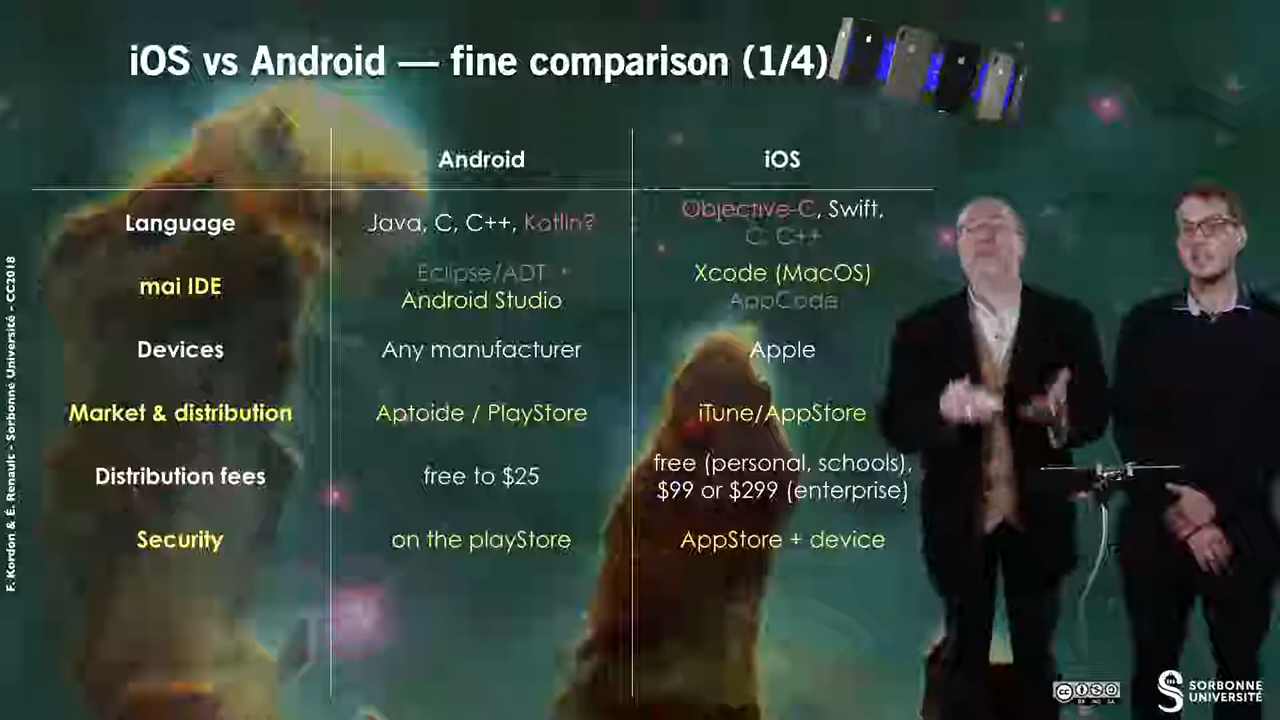 iOS vs Android — fine comparison (1/4)
Android
iOS
Language
Java, C, C++, Kotlin?
Objective-C, Swift,
C, C++
mai IDE
Eclipse/ADT +
Android Studio
Xcode (MacOS)
AppCode
Devices
Any manufacturer
Apple
Market & distribution
Aptoide / PlayStore
iTune/AppStore
Distribution fees
free to $25
free (personal, schools),
$99 or $299 (enterprise)
Security
on the playStore
AppStore + device
F. Kordon & É. Renault - Sorbonne Université - CC2018
SORBONNE
UNIVERSITÉ